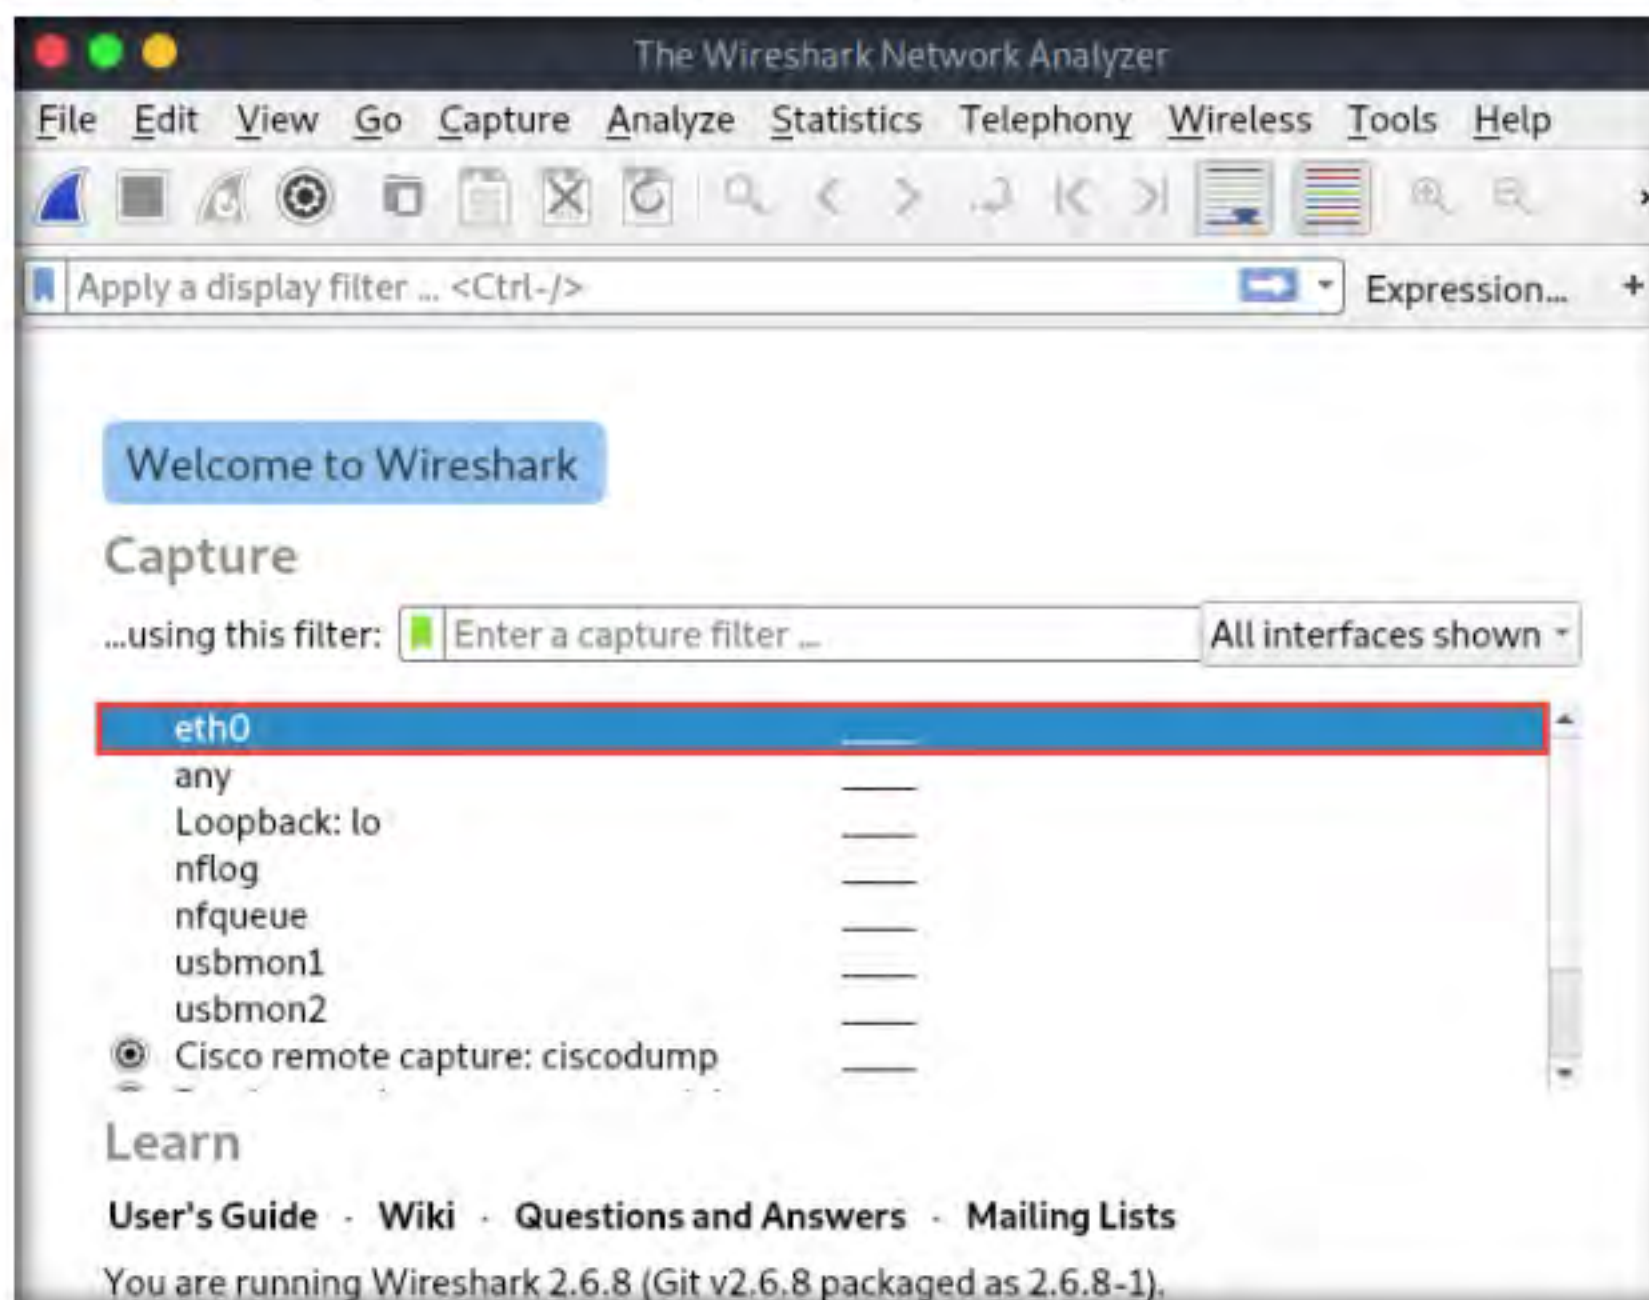 The Wireshark Network Analyzer
File Edit View Go Capture Analyze Statistics Telephony Wireless Tools Help
Apply a display filter ... <Ctrl-/> Expression... +
Welcome to Wireshark
Capture
...using this filter: Enter a capture filter ... All interfaces shown
eth0
any
Loopback: lo
nflog
nfqueue
usbmon1
usbmon2
Cisco remote capture: ciscodump
Learn
User's Guide · Wiki · Questions and Answers · Mailing Lists
You are running Wireshark 2.6.8 (Git v2.6.8 packaged as 2.6.8-1).